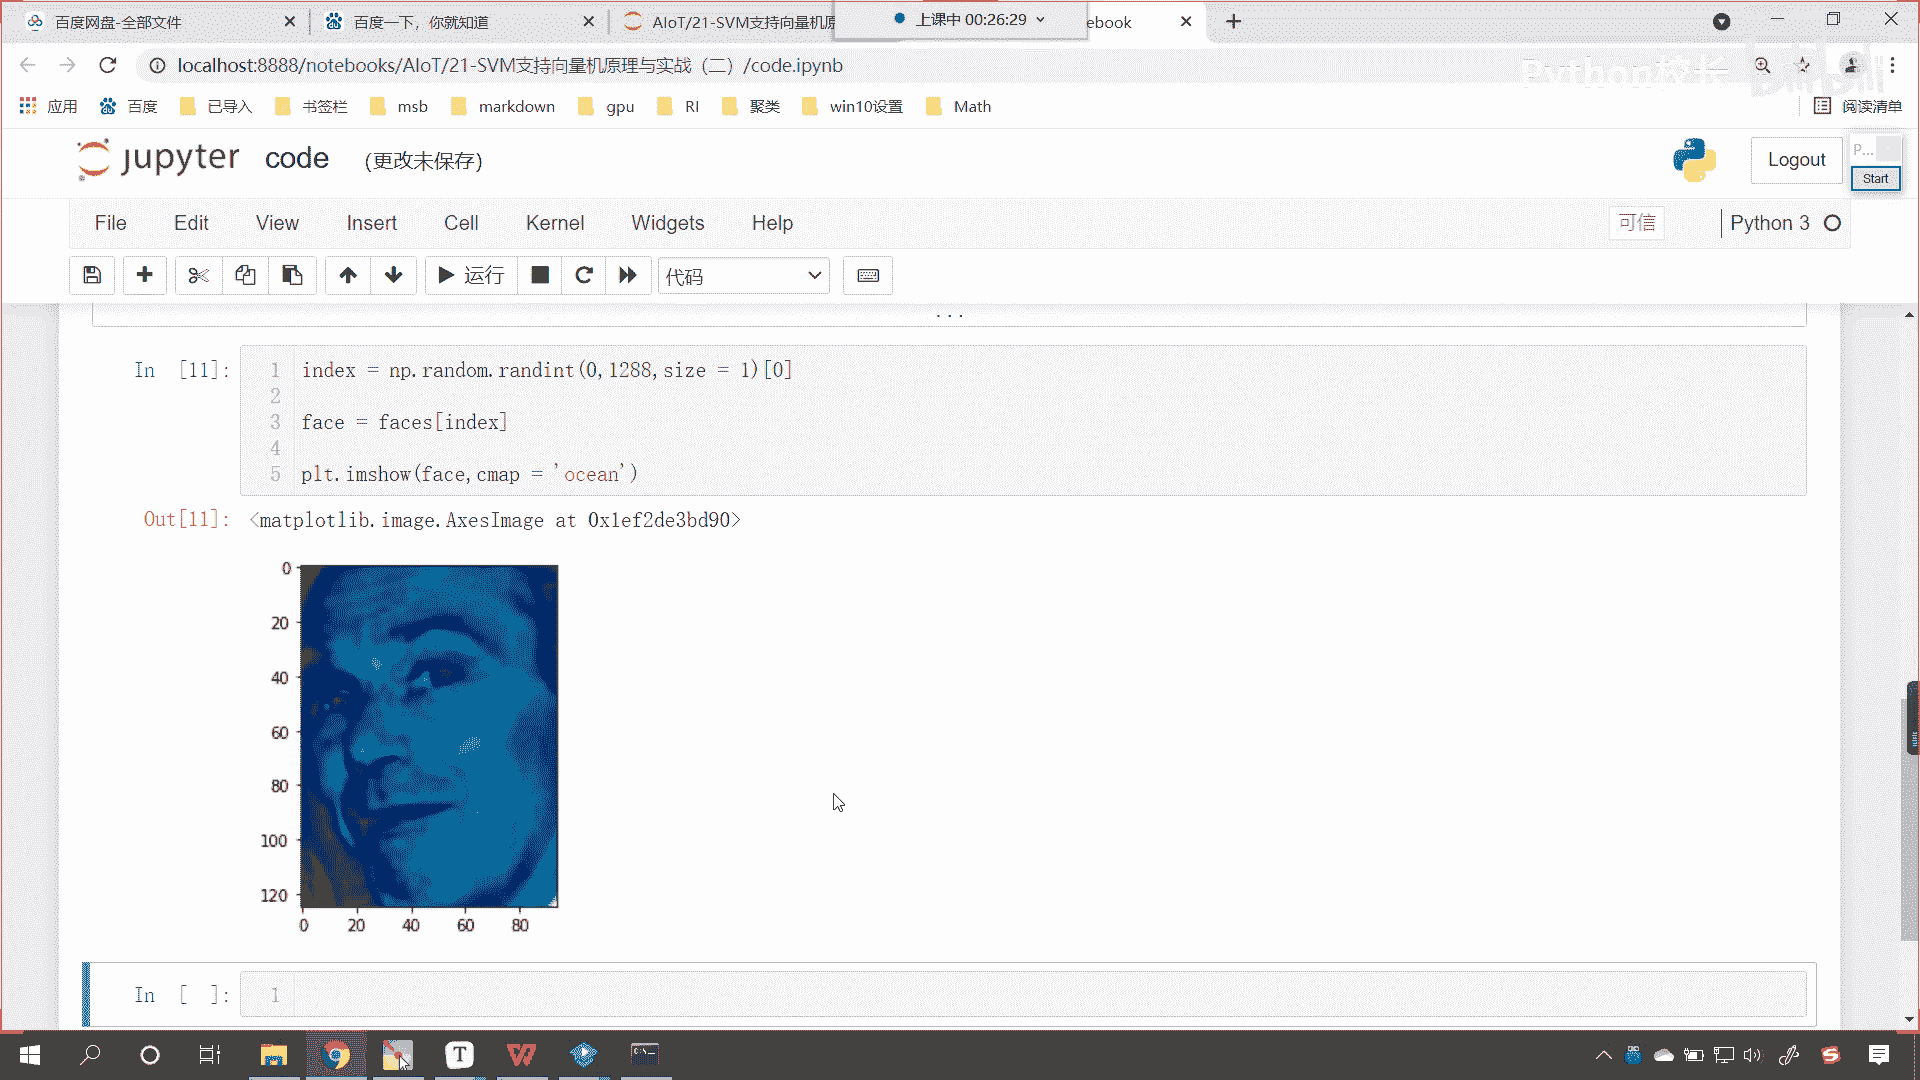 百度网盘-全部文件
百度一下，你就知道
AIoT/21-SVM支持向量机原
上课中 00:26:29
ebook
localhost:8888/notebooks/AIoT/21-SVM支持向量机原理与实战（二）/code.ipynb
Python校长
应用 百度 已导入 书签栏 msb markdown gpu RI 聚类 win10设置 Math 阅读清单
jupyter code (更改未保存)
Logout
P...
Start
File Edit View Insert Cell Kernel Widgets Help
可信
Python 3
运行
代码
...
In [11]:
1 index = np.random.randint(0,1288,size = 1)[0]
2
3 face = faces[index]
4
5 plt.imshow(face,cmap = 'ocean')
Out[11]: <matplotlib.image.AxesImage at 0x1ef2de3bd90>
0
20
40
60
80
100
120
0 20 40 60 80
In [ ]: 1